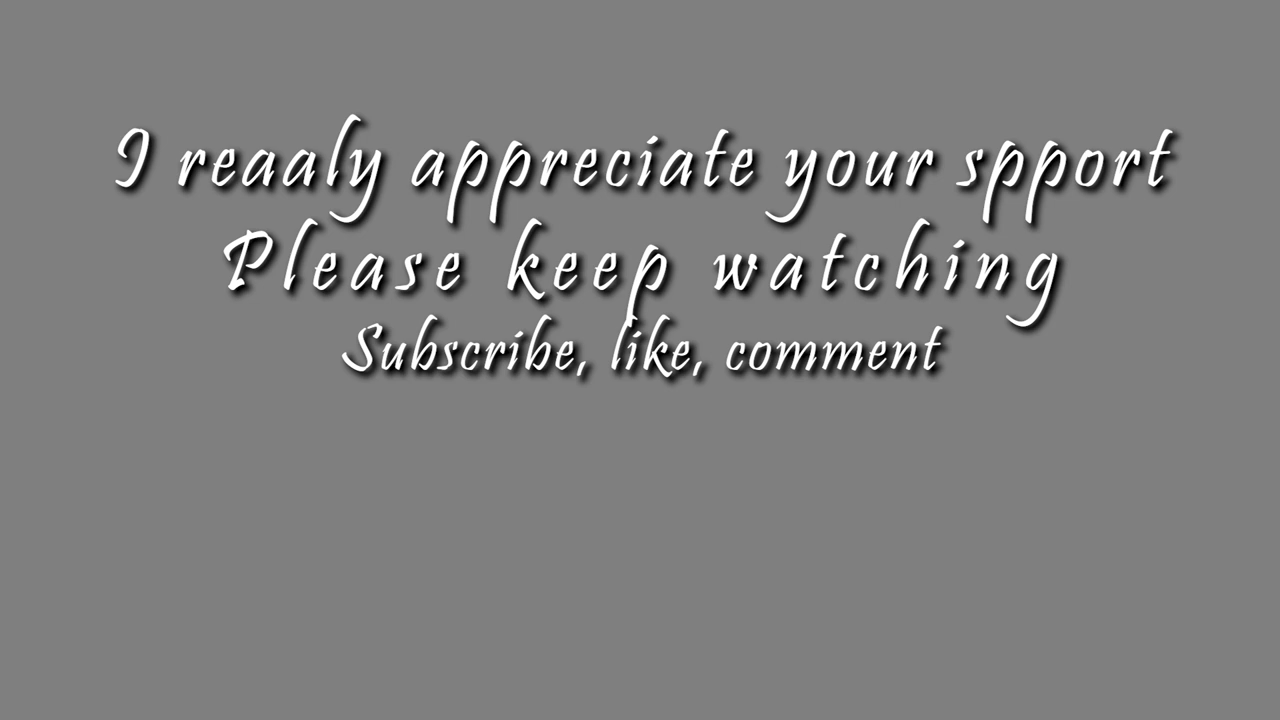 I reaaly appreciate your spport
Please keep watching
Subscribe, like, comment